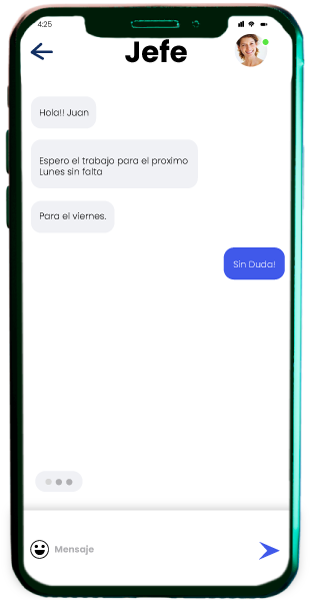 4:25
Jefe
Hola!! Juan
Espero el trabajo para el proximo
Lunes sin falta
Para el viernes.
Sin Duda!
Mensaje